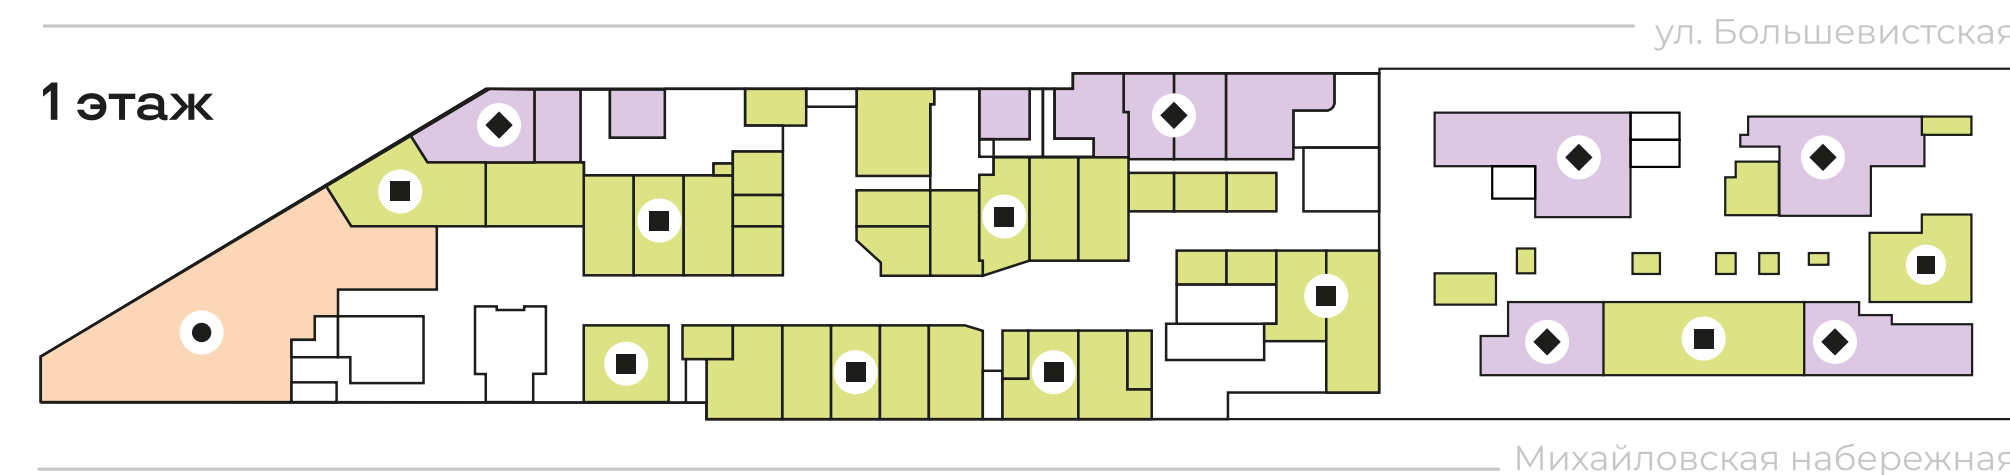 ул. Большевистская
1 этаж
Михайловская набережная